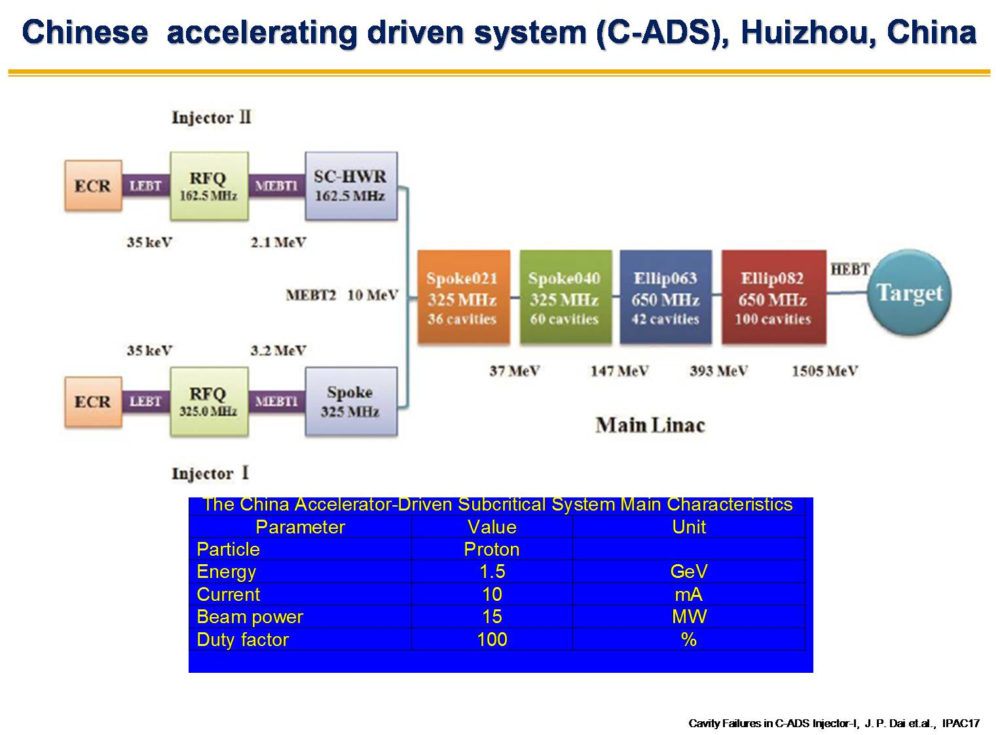 Chinese  accelerating driven system (C-ADS), Huizhou, China
Injector Ⅱ
ECR
LEBT
RFQ
162.5 MHz
MEBT1
SC-HWR
162.5 MHz
35 keV
2.1 MeV
MEBT2   10 MeV
Spoke021
325 MHz
36 cavities
Spoke040
325 MHz
60 cavities
Ellip063
650 MHz
42 cavities
Ellip082
650 MHz
100 cavities
HEBT
Target
37 MeV
147 MeV
393 MeV
1505 MeV
Main Linac
35 keV
3.2 MeV
ECR
LEBT
RFQ
325.0 MHz
MEBT1
Spoke
325 MHz
Injector Ⅰ
The China Accelerator-Driven Subcritical System Main Characteristics
Parameter Value Unit
Particle Proton
Energy 1.5 GeV
Current 10 mA
Beam power 15 MW
Duty factor 100 %
Cavity Failures in C-ADS Injector-I,  J. P. Dai et.al.,  IPAC17